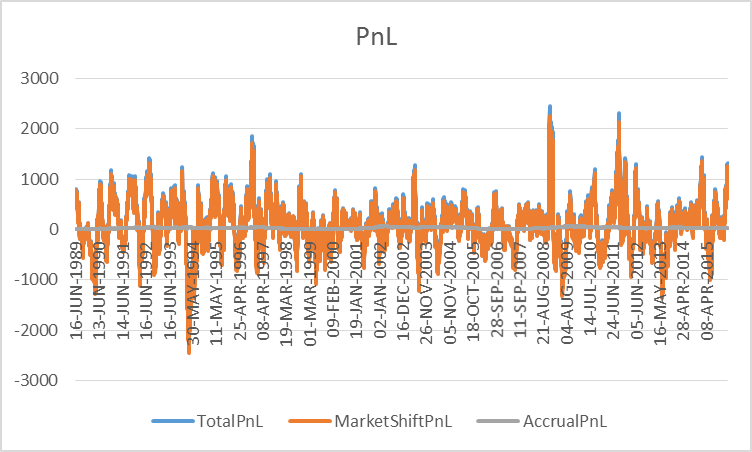 PnL
3000
2000
1000
0
-1000
-2000
-3000
16-JUN-1989
13-JUN-1990
14-JUN-1991
16-JUN-1992
16-JUN-1993
30-MAY-1994
11-MAY-1995
25-APR-1996
08-APR-1997
19-MAR-1998
01-MAR-1999
09-FEB-2000
19-JAN-2001
02-JAN-2002
16-DEC-2002
26-NOV-2003
05-NOV-2004
18-OCT-2005
28-SEP-2006
11-SEP-2007
21-AUG-2008
04-AUG-2009
14-JUL-2010
24-JUN-2011
05-JUN-2012
16-MAY-2013
28-APR-2014
08-APR-2015
TotalPnL MarketShiftPnL AccrualPnL